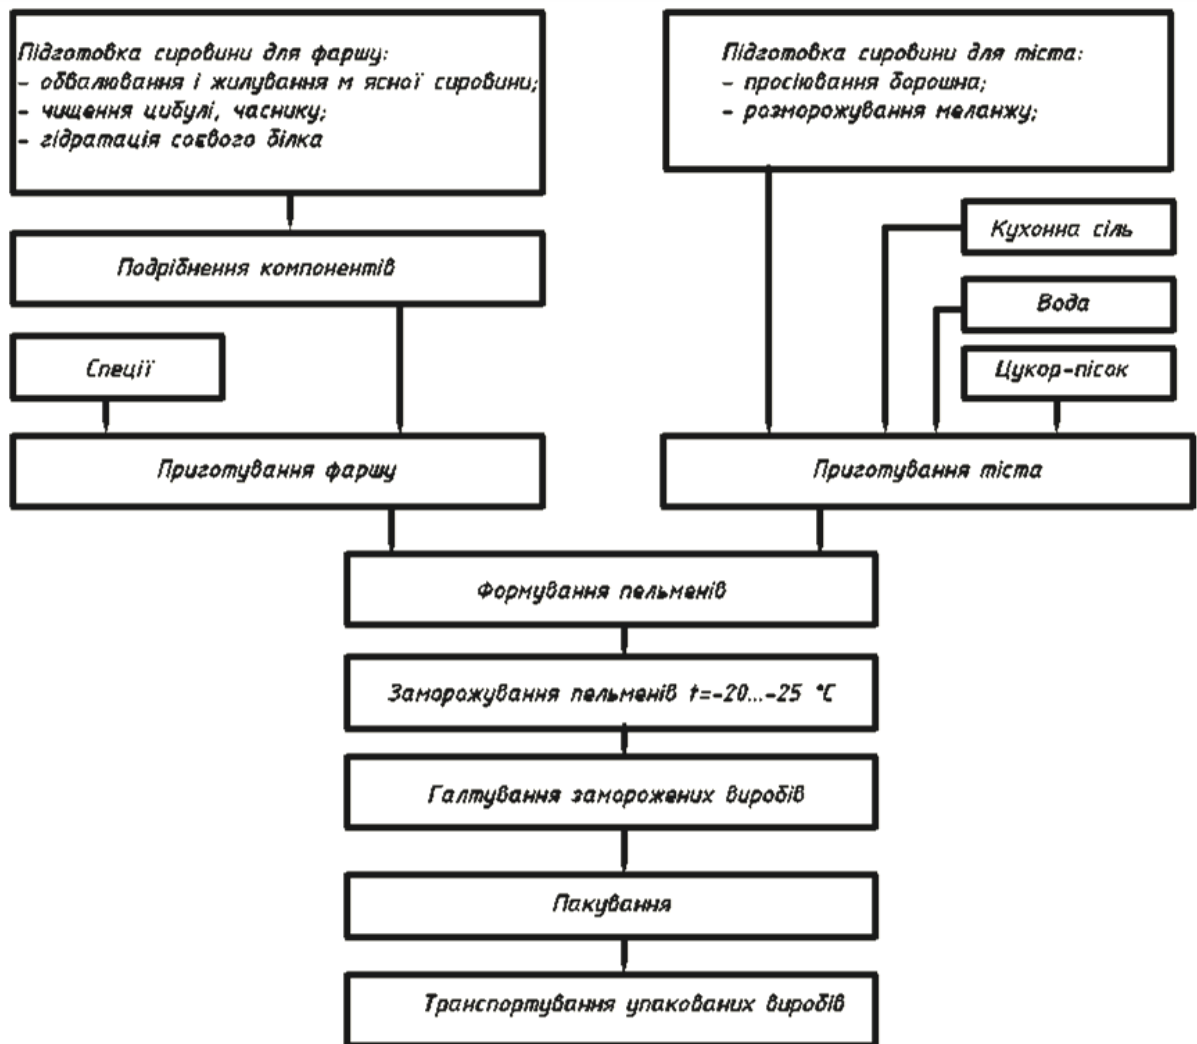 Підготовка сировини для фаршу:
- обвалювання і жилування м ясної сировини;
- чищення цибулі, часнику;
- гідратація соєвого білка
Підготовка сировини для тіста:
- просіювання борошна;
- розморожування меланжу;
Кухонна сіль
Подрібнення компонентів
Вода
Спеції
Цукор-пісок
Приготування фаршу
Приготування тіста
Формування пельменів
Заморожування пельменів t=-20...-25 °C
Галтування заморожених виробів
Пакування
Транспортування упакованих виробів